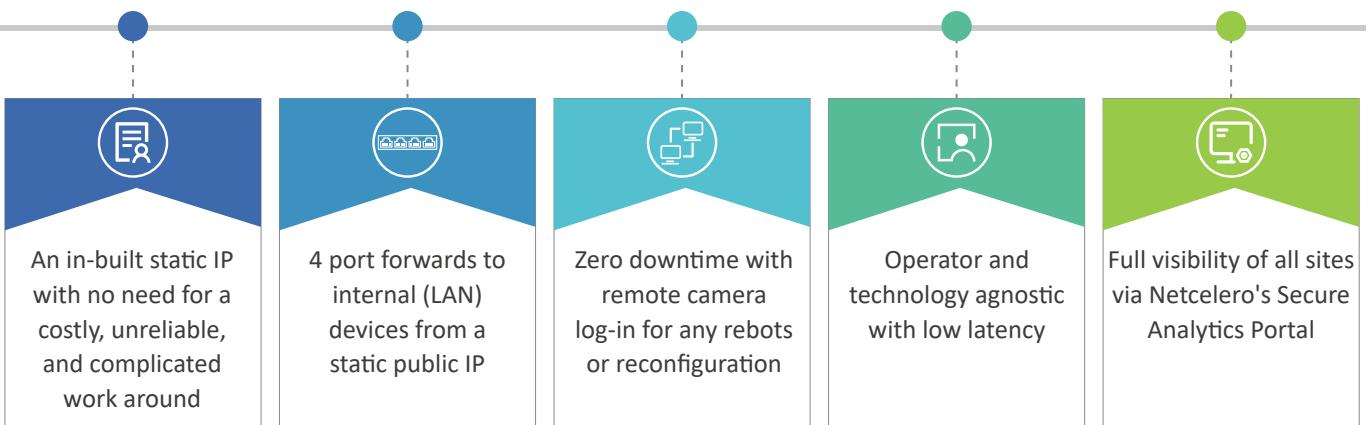 An in-built static IP
with no need for a
costly, unreliable,
and complicated
work around
4 port forwards to
internal (LAN)
devices from a
static public IP
Zero downtime with
remote camera
log-in for any rebots
or reconfiguration
Operator and
technology agnostic
with low latency
Full visibility of all sites
via Netcelero's Secure
Analytics Portal